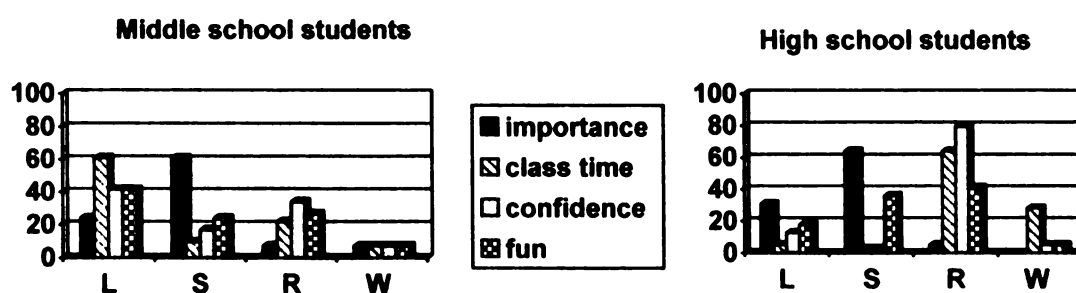 Middle school students
100
80
60
40
20
0
L S R W
importance
class time
confidence
fun
High school students
100
80
60
40
20
0
L S R W